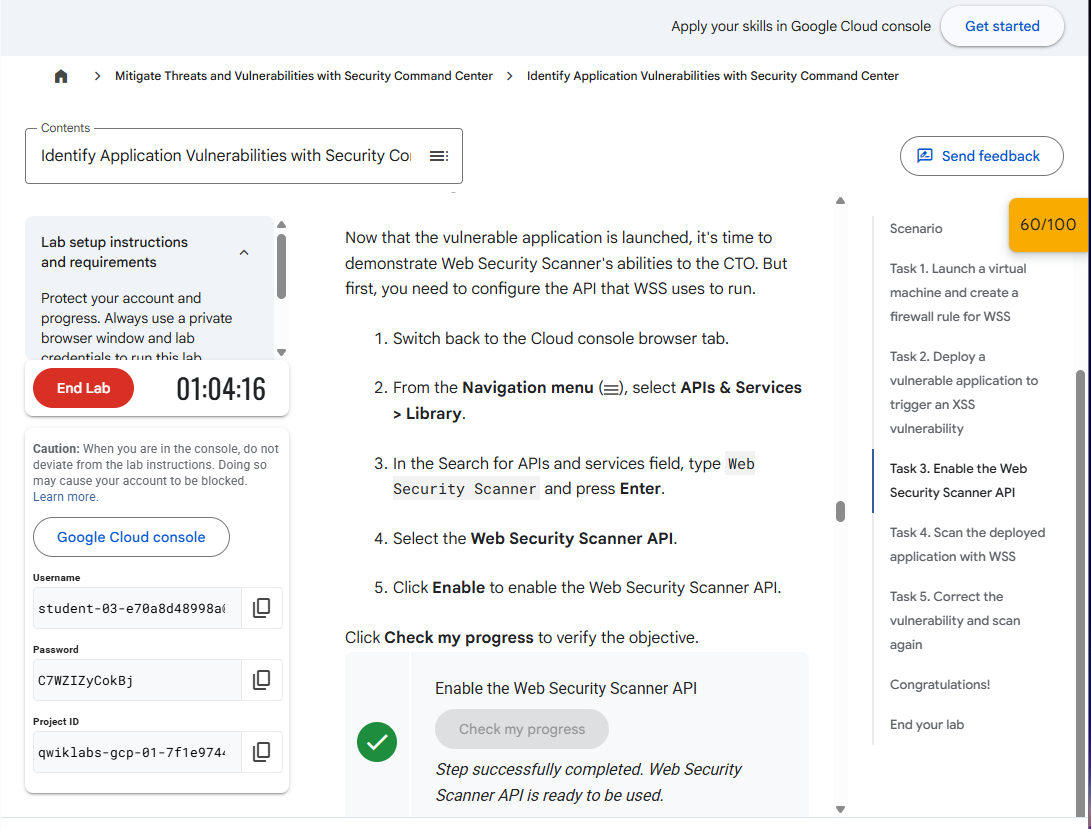 Apply your skills in Google Cloud console
Get started
Mitigate Threats and Vulnerabilities with Security Command Center
Identify Application Vulnerabilities with Security Command Center
Contents
Identify Application Vulnerabilities with Security Co
Send feedback
60/100
Lab setup instructions
and requirements
Protect your account and
progress. Always use a private
browser window and lab
credentials to run this lab
End Lab
01:04:16
Caution: When you are in the console, do not
deviate from the lab instructions. Doing so
may cause your account to be blocked.
Learn more.
Google Cloud console
Username
student-03-e70a8d48998a
Password
C7WZIZyCokBj
Project ID
qwiklabs-gcp-01-7f1e974
Now that the vulnerable application is launched, it's time to
demonstrate Web Security Scanner's abilities to the CTO. But
first, you need to configure the API that WSS uses to run.
1. Switch back to the Cloud console browser tab.
2. From the Navigation menu (☰), select APIs & Services
> Library.
3. In the Search for APIs and services field, type Web
Security Scanner and press Enter.
4. Select the Web Security Scanner API.
5. Click Enable to enable the Web Security Scanner API.
Click Check my progress to verify the objective.
Enable the Web Security Scanner API
Check my progress
Step successfully completed. Web Security
Scanner API is ready to be used.
Scenario
Task 1. Launch a virtual
machine and create a
firewall rule for WSS
Task 2. Deploy a
vulnerable application to
trigger an XSS
vulnerability
Task 3. Enable the Web
Security Scanner API
Task 4. Scan the deployed
application with WSS
Task 5. Correct the
vulnerability and scan
again
Congratulations!
End your lab